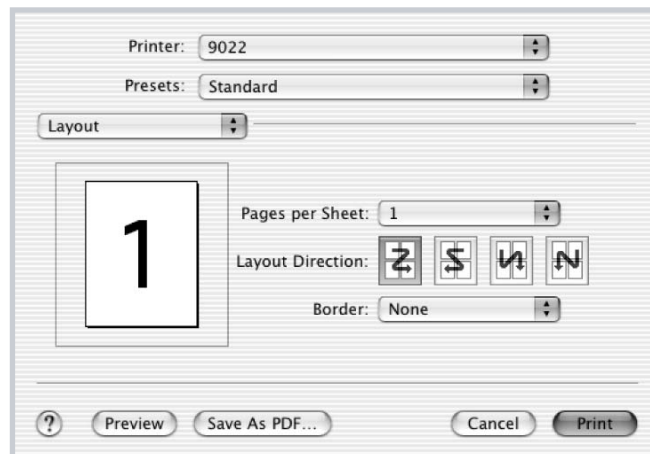 Printer: 9022
Presets: Standard
Layout
1
Pages per Sheet: 1
Layout Direction:
Border: None
? Preview Save As PDF... Cancel Print